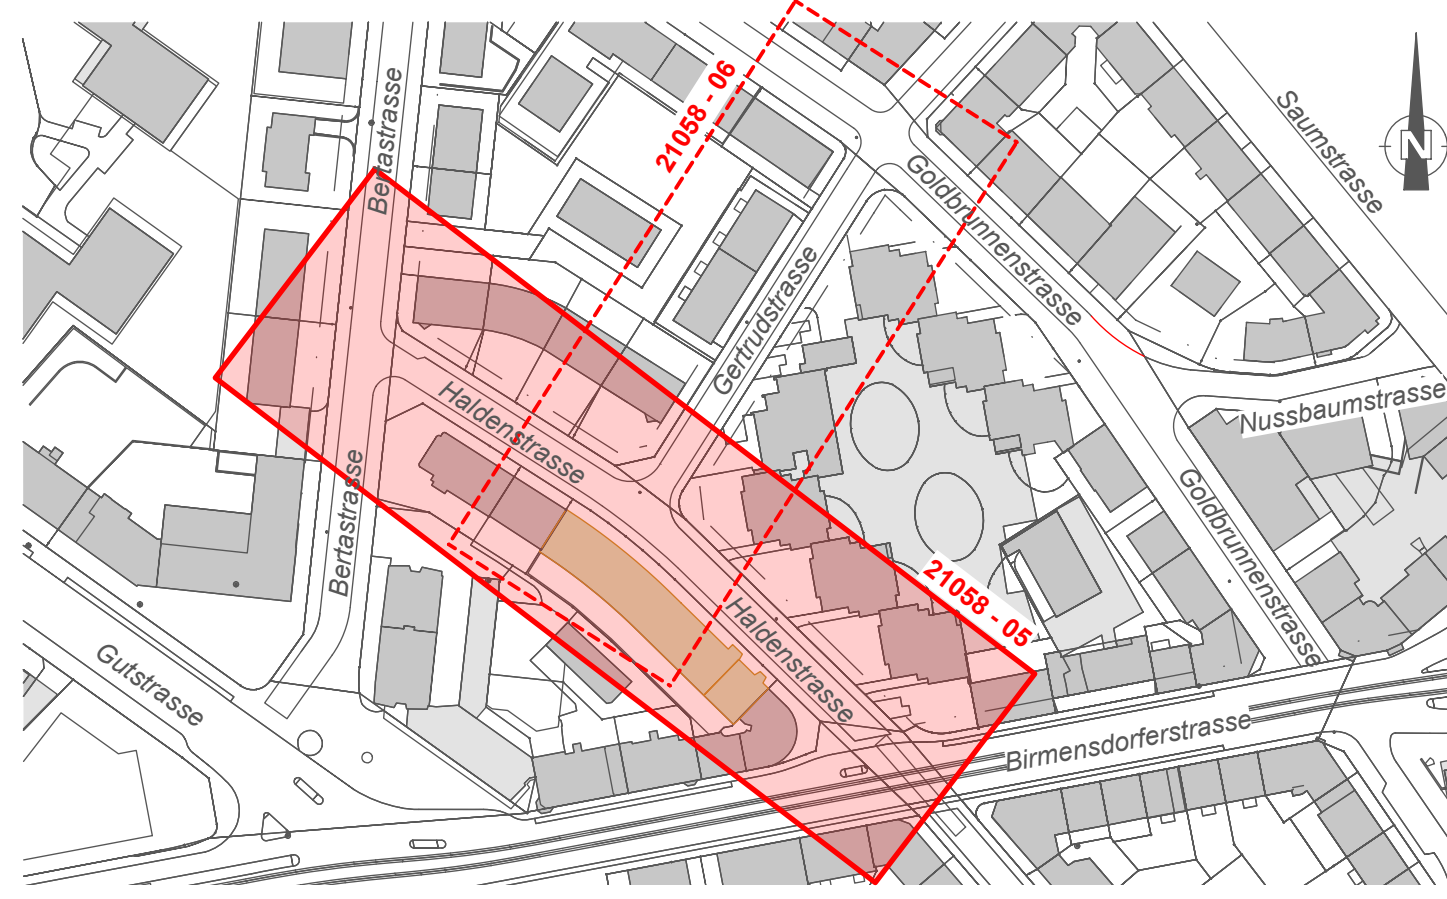 21058 - 06
Bertastrasse
Saumstrasse
N
Goldbrunnenstrasse
Gertrudstrasse
Haldenstrasse
Nussbaumstrasse
Bertastrasse
Goldbrunnenstrasse
21058 - 05
Haldenstrasse
Gutstrasse
Birmensdorferstrasse